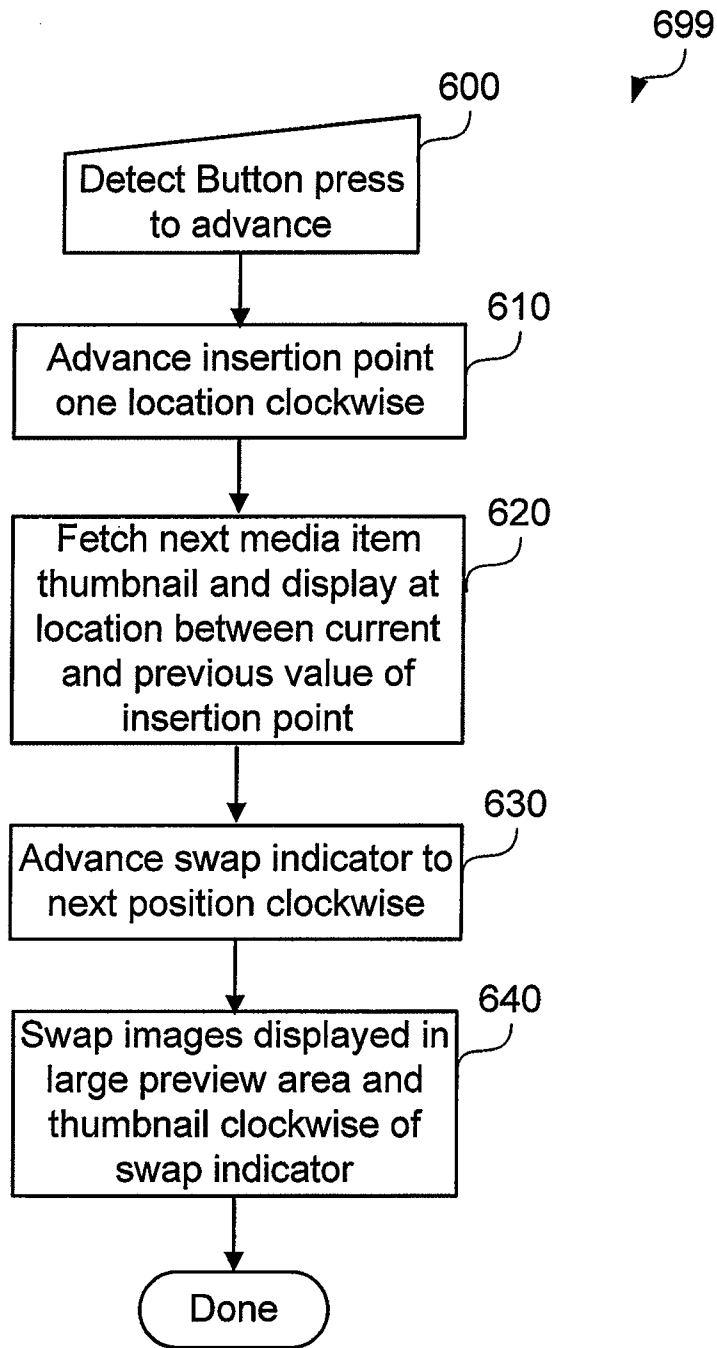 699
600
Detect Button press
to advance
610
Advance insertion point
one location clockwise
620
Fetch next media item
thumbnail and display at
location between current
and previous value of
insertion point
630
Advance swap indicator to
next position clockwise
640
Swap images displayed in
large preview area and
thumbnail clockwise of
swap indicator
Done